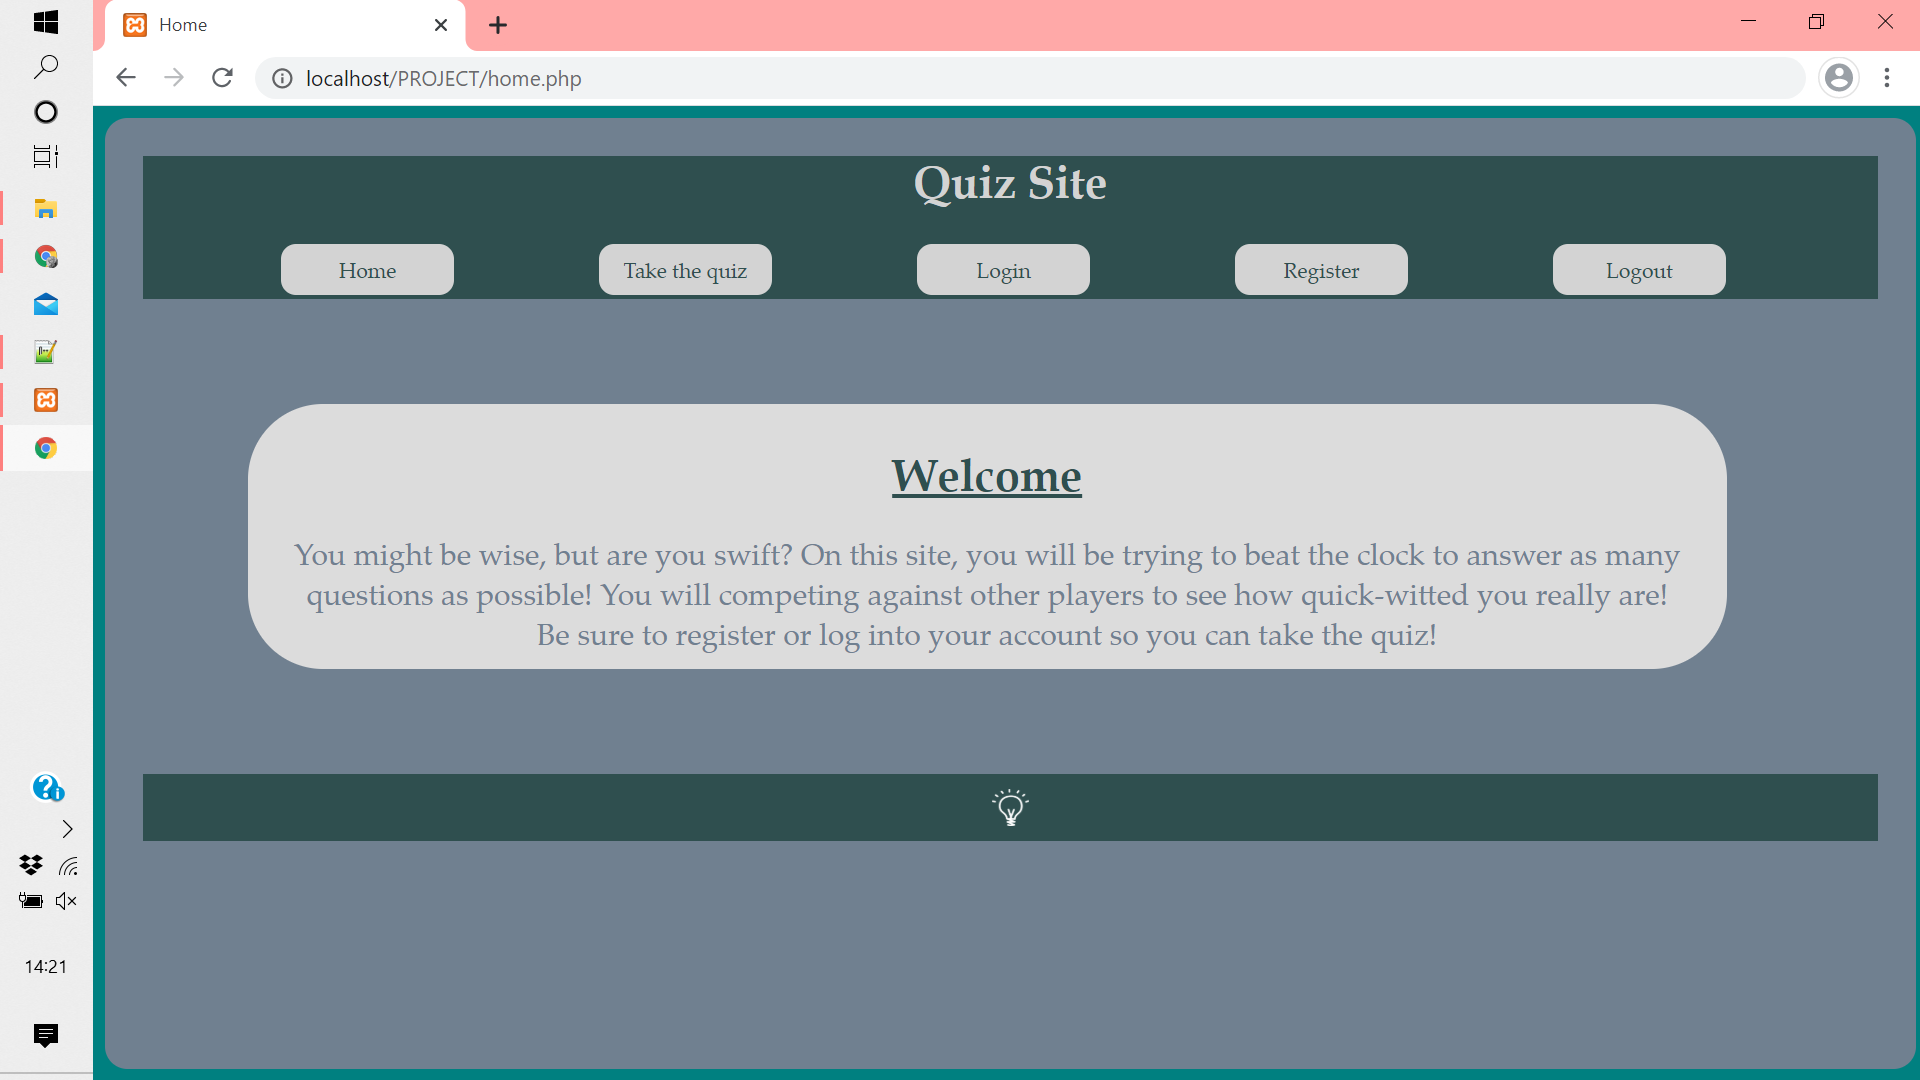 Home
localhost/PROJECT/home.php
Quiz Site
Home Take the quiz Login Register Logout
Welcome
You might be wise, but are you swift? On this site, you will be trying to beat the clock to answer as many
questions as possible! You will competing against other players to see how quick-witted you really are!
Be sure to register or log into your account so you can take the quiz!
14:21